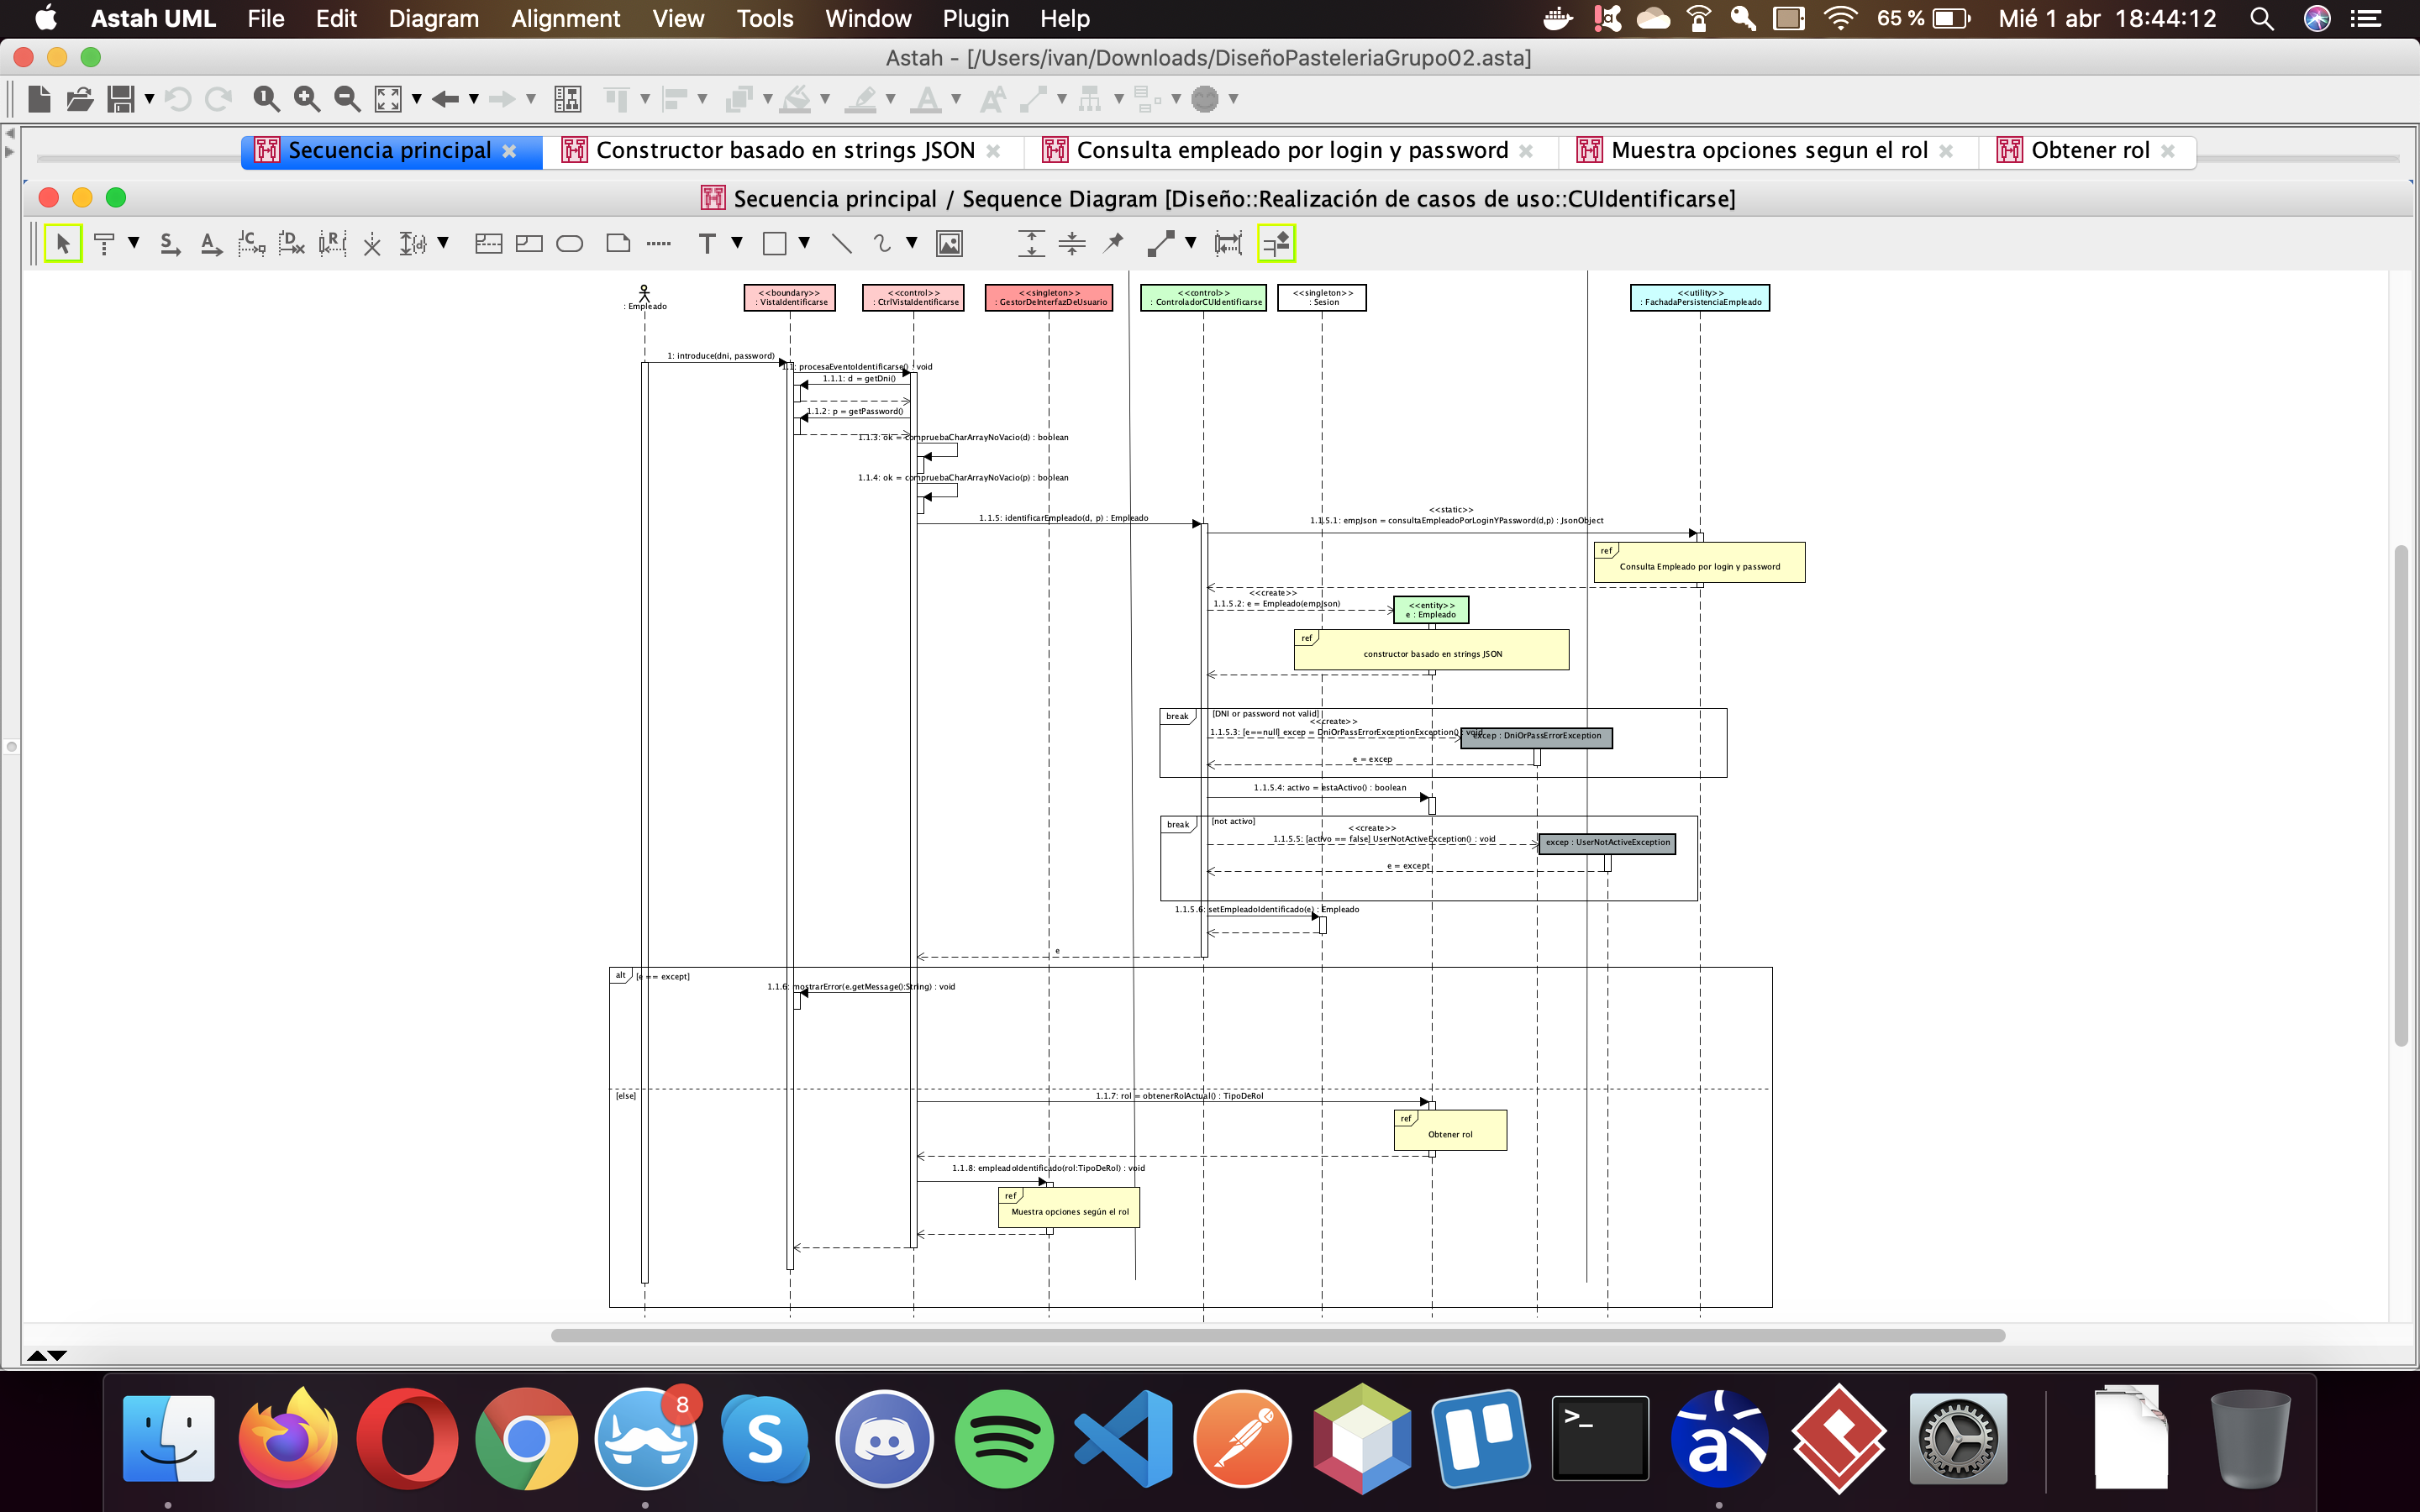 Astah UML File Edit Diagram Alignment View Tools Window Plugin Help 65 % Mié 1 abr 18:44:12
Astah - [/Users/ivan/Downloads/DiseñoPasteleriaGrupo02.asta]
Secuencia principal Constructor basado en strings JSON Consulta empleado por login y password Muestra opciones segun el rol Obtener rol
Secuencia principal / Sequence Diagram [Diseño::Realización de casos de uso::CUIdentificarse]
: Empleado
<<boundary>>
: VistaIdentificarse
<<control>>
: CtrlVistaIdentificarse
<<singleton>>
: GestorDeInterfazDeUsuario
<<control>>
: ControladorCUIdentificarse
<<singleton>>
: Sesion
<<utility>>
: FachadaPersistenciaEmpleado
1: introduce(dni, password)
1.1: procesaEventoIdentificarse() : void
1.1.1: d = getDni()
1.1.2: p = getPassword()
1.1.3: ok = compruebaCharArrayNoVacio(d) : boolean
1.1.4: ok = compruebaCharArrayNoVacio(p) : boolean
1.1.5: identificarEmpleado(d, p) : Empleado
<<static>>
1.1.5.1: empJson = consultaEmpleadoPorLoginYPassword(d,p) : JsonObject
ref
Consulta Empleado por login y password
<<create>>
1.1.5.2: e = Empleado(empJson)
<<entity>>
e : Empleado
ref
constructor basado en strings JSON
break [DNI or password not valid]
<<create>>
1.1.5.3: [e==null] excep = DniOrPassErrorExceptionException() : void
excep : DniOrPassErrorException
e = excep
1.1.5.4: activo = estaActivo() : boolean
break [not activo]
<<create>>
1.1.5.5: [activo == false] UserNotActiveException() : void
excep : UserNotActiveException
e = except
1.1.5.6: setEmpleadoIdentificado(e) : Empleado
e
alt [e == except]
1.1.6: mostrarError(e.getMessage():String) : void
[else]
1.1.7: rol = obtenerRolActual() : TipoDeRol
ref
Obtener rol
1.1.8: empleadoIdentificado(rol:TipoDeRol) : void
ref
Muestra opciones según el rol
8